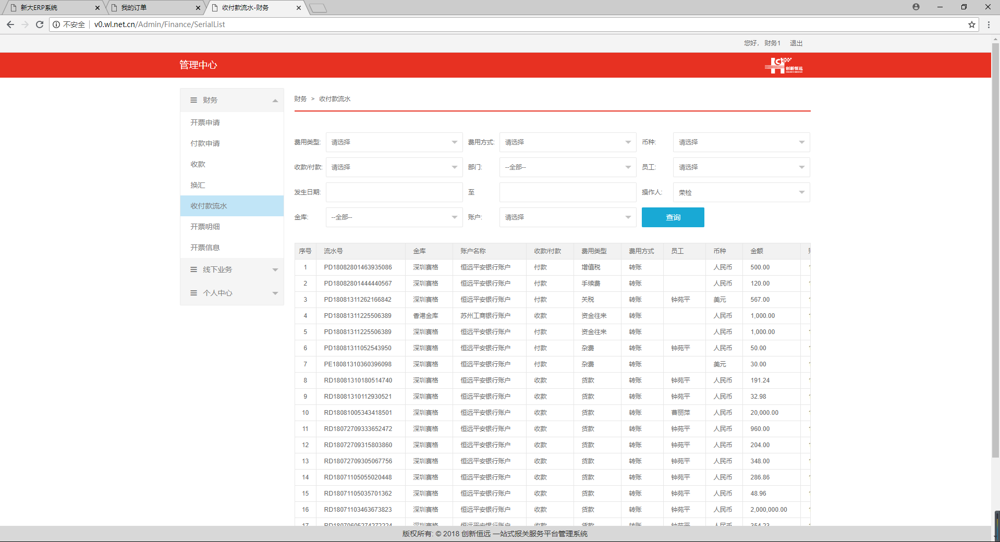 新大ERP系统 我的订单 收付款流水-财务
不安全 v0.wl.net.cn/Admin/Finance/SerialList
您好, 财务1 退出
管理中心 创新恒远
财务
开票申请
付款申请
收款
换汇
收付款流水
开票明细
开票信息
线下业务
个人中心
财务 > 收付款流水
费用类型: 请选择 费用方式: 请选择 币种: 请选择
收款/付款: 请选择 部门: --全部-- 员工: 请选择
发生日期: 至 操作人: 荣检
金库: --全部-- 账户: 请选择 查询
序号 流水号 金库 账户名称 收款/付款 费用类型 费用方式 员工 币种 金额
1 PD18082801463935086 深圳赛格 恒远平安银行账户 付款 增值税 转账 人民币 500.00
2 PD18082801444440567 深圳赛格 恒远平安银行账户 付款 手续费 转账 人民币 120.00
3 PD18081311262166842 深圳赛格 恒远平安银行账户 付款 关税 转账 钟苑平 美元 567.00
4 PD18081311225506389 香港金库 苏州工商银行账户 收款 资金往来 转账 人民币 1,000.00
5 PD18081311225506389 深圳赛格 恒远平安银行账户 付款 资金往来 转账 人民币 1,000.00
6 PD18081311052543950 深圳赛格 恒远平安银行账户 付款 杂费 转账 钟苑平 人民币 50.00
7 PE18081310360396098 深圳赛格 恒远平安银行账户 付款 杂费 转账 美元 30.00
8 RD18081310180514740 深圳赛格 恒远平安银行账户 收款 货款 转账 钟苑平 人民币 191.24
9 RD18081310112930521 深圳赛格 恒远平安银行账户 收款 货款 转账 钟苑平 人民币 32.98
10 RD18081005343418501 深圳赛格 恒远平安银行账户 收款 货款 转账 曹丽萍 人民币 20,000.00
11 RD18072709333652472 深圳赛格 恒远平安银行账户 收款 货款 转账 钟苑平 人民币 960.00
12 RD18072709315803860 深圳赛格 恒远平安银行账户 收款 货款 转账 钟苑平 人民币 204.00
13 RD18072709305067756 深圳赛格 恒远平安银行账户 收款 货款 转账 钟苑平 人民币 348.00
14 RD18071105055020448 深圳赛格 恒远平安银行账户 收款 货款 转账 钟苑平 人民币 286.86
15 RD18071105035701362 深圳赛格 恒远平安银行账户 收款 货款 转账 钟苑平 人民币 48.96
16 RD18071103463673823 深圳赛格 恒远平安银行账户 收款 货款 转账 钟苑平 人民币 2,000,000.00
17 RD18070605274272224 深圳赛格 恒远平安银行账户 收款 货款 转账 钟苑平 人民币 354.23
版权所有: © 2018 创新恒远 一站式报关服务平台管理系统